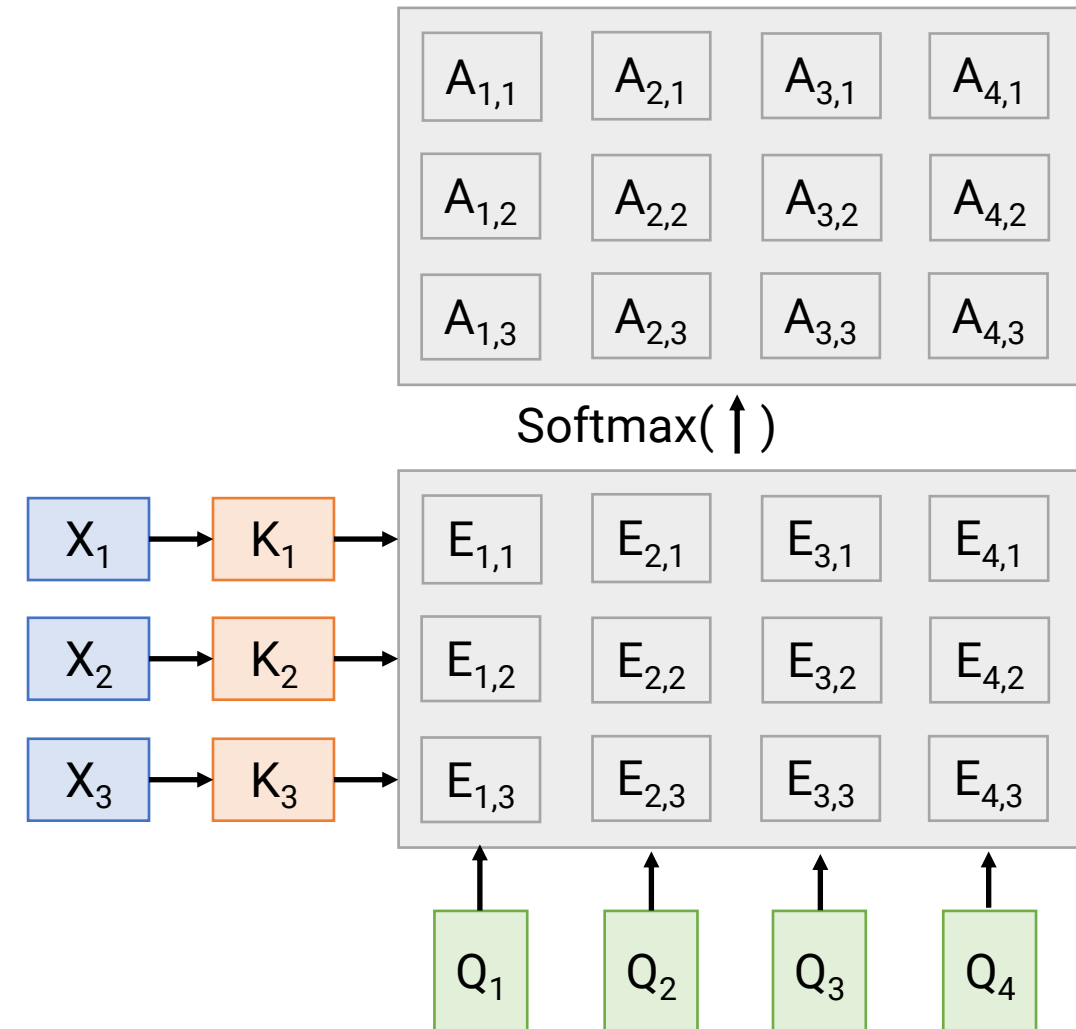 A1,1 A2,1 A3,1 A4,1
A1,2 A2,2 A3,2 A4,2
A1,3 A2,3 A3,3 A4,3
Softmax( ↑ )
X1 K1 E1,1 E2,1 E3,1 E4,1
X2 K2 E1,2 E2,2 E3,2 E4,2
X3 K3 E1,3 E2,3 E3,3 E4,3
Q1 Q2 Q3 Q4